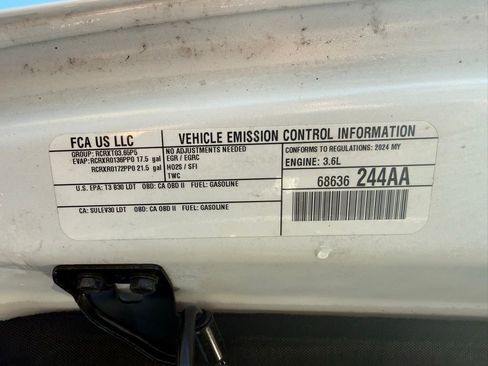 FCA US LLC
VEHICLE EMISSION CONTROL INFORMATION
GROUP: RCRXT03.65P5
EVAP: RCRXR0136PP0 17.5 gal
RCRXR0172PP0 21.5 gal
NO ADJUSTMENTS NEEDED
EGR / EGRC
HO2S / SFI
TWC
CONFORMS TO REGULATIONS: 2024 MY
ENGINE: 3.6L
68636 244AA
U.S. EPA: T3 B30 LDT OBD: CA OBD II FUEL: GASOLINE
CA: SULEV30 LDT OBD: CA OBD II FUEL: GASOLINE